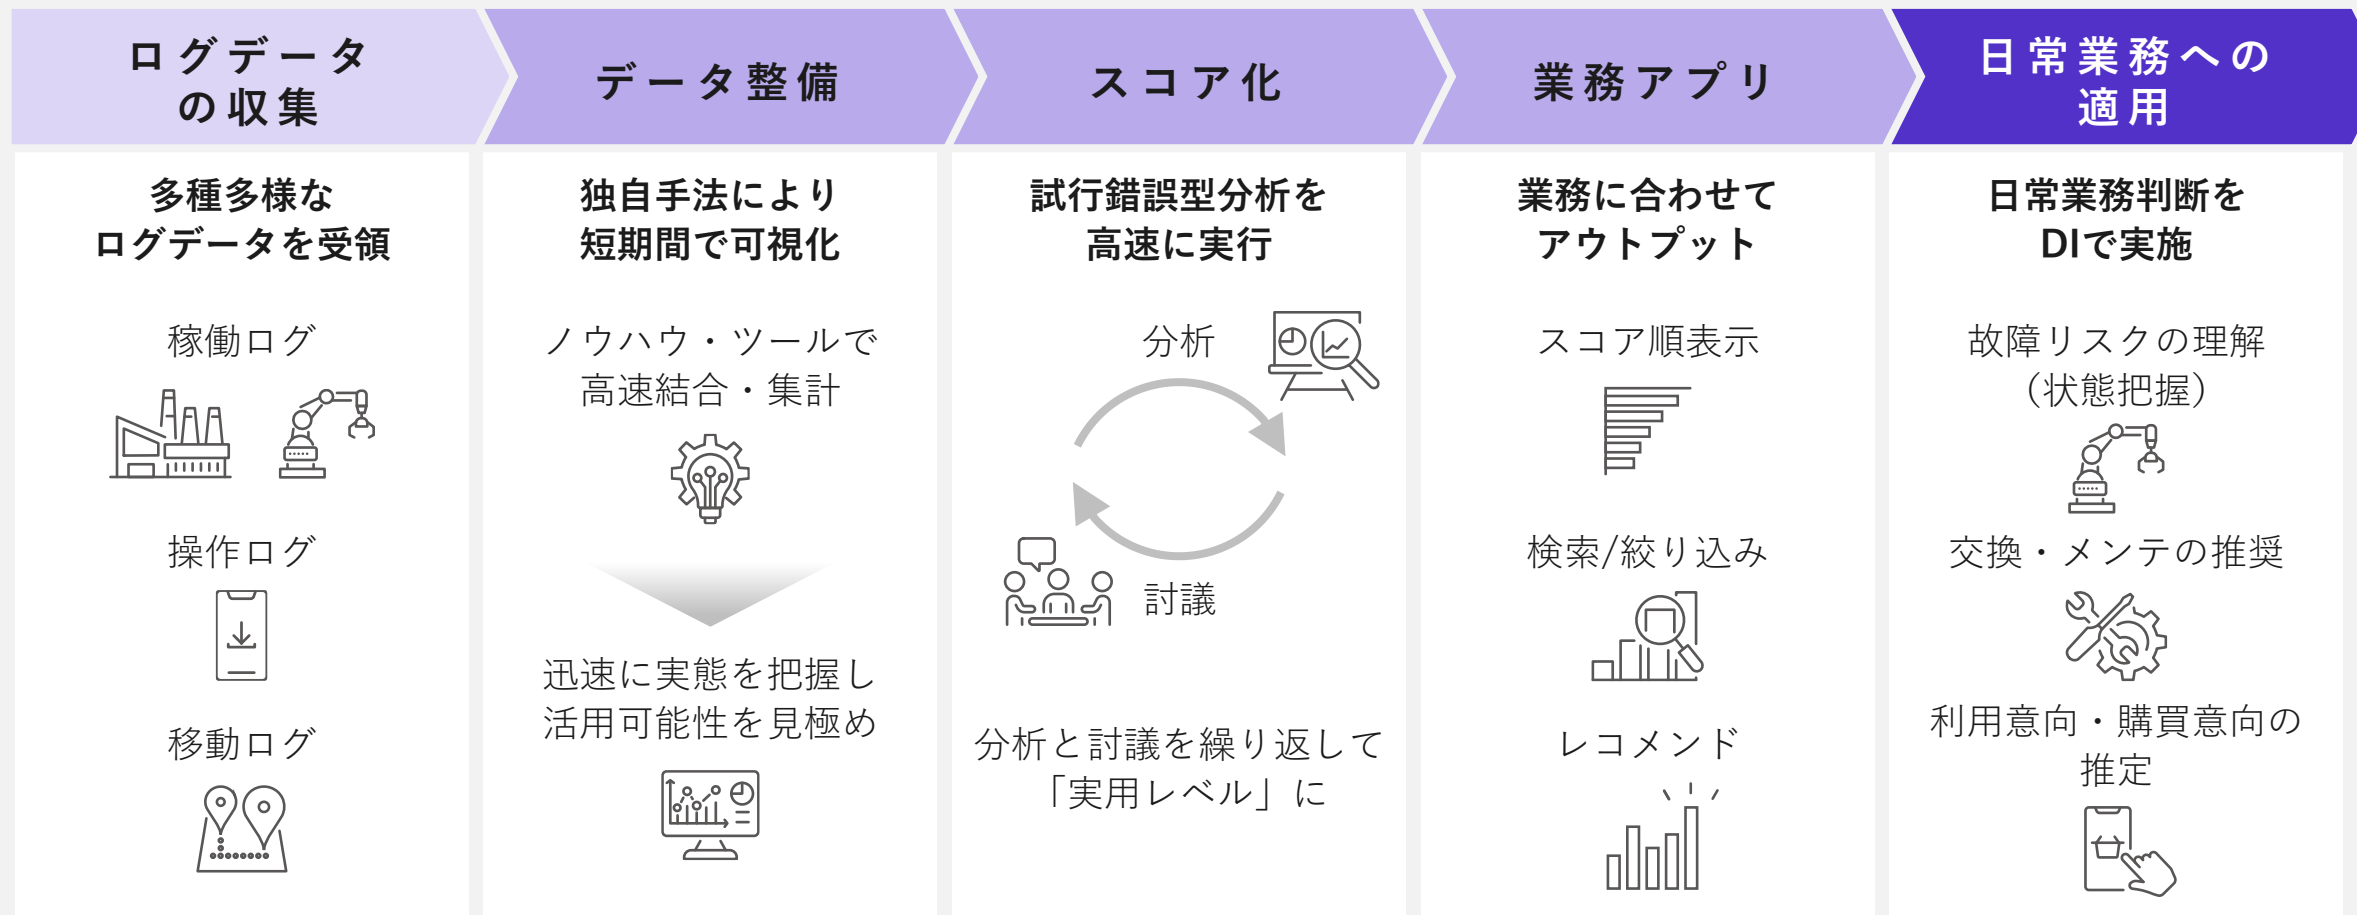 ログデータ
の収集
データ整備
スコア化
業務アプリ
日常業務への
適用
多種多様な
ログデータを受領
稼働ログ
操作ログ
移動ログ
独自手法により
短期間で可視化
ノウハウ・ツールで
高速結合・集計
迅速に実態を把握し
活用可能性を見極め
試行錯誤型分析を
高速に実行
分析
討議
分析と討議を繰り返して
「実用レベル」に
業務に合わせて
アウトプット
スコア順表示
検索/絞り込み
レコメンド
日常業務判断を
DIで実施
故障リスクの理解
（状態把握）
交換・メンテの推奨
利用意向・購買意向の
推定